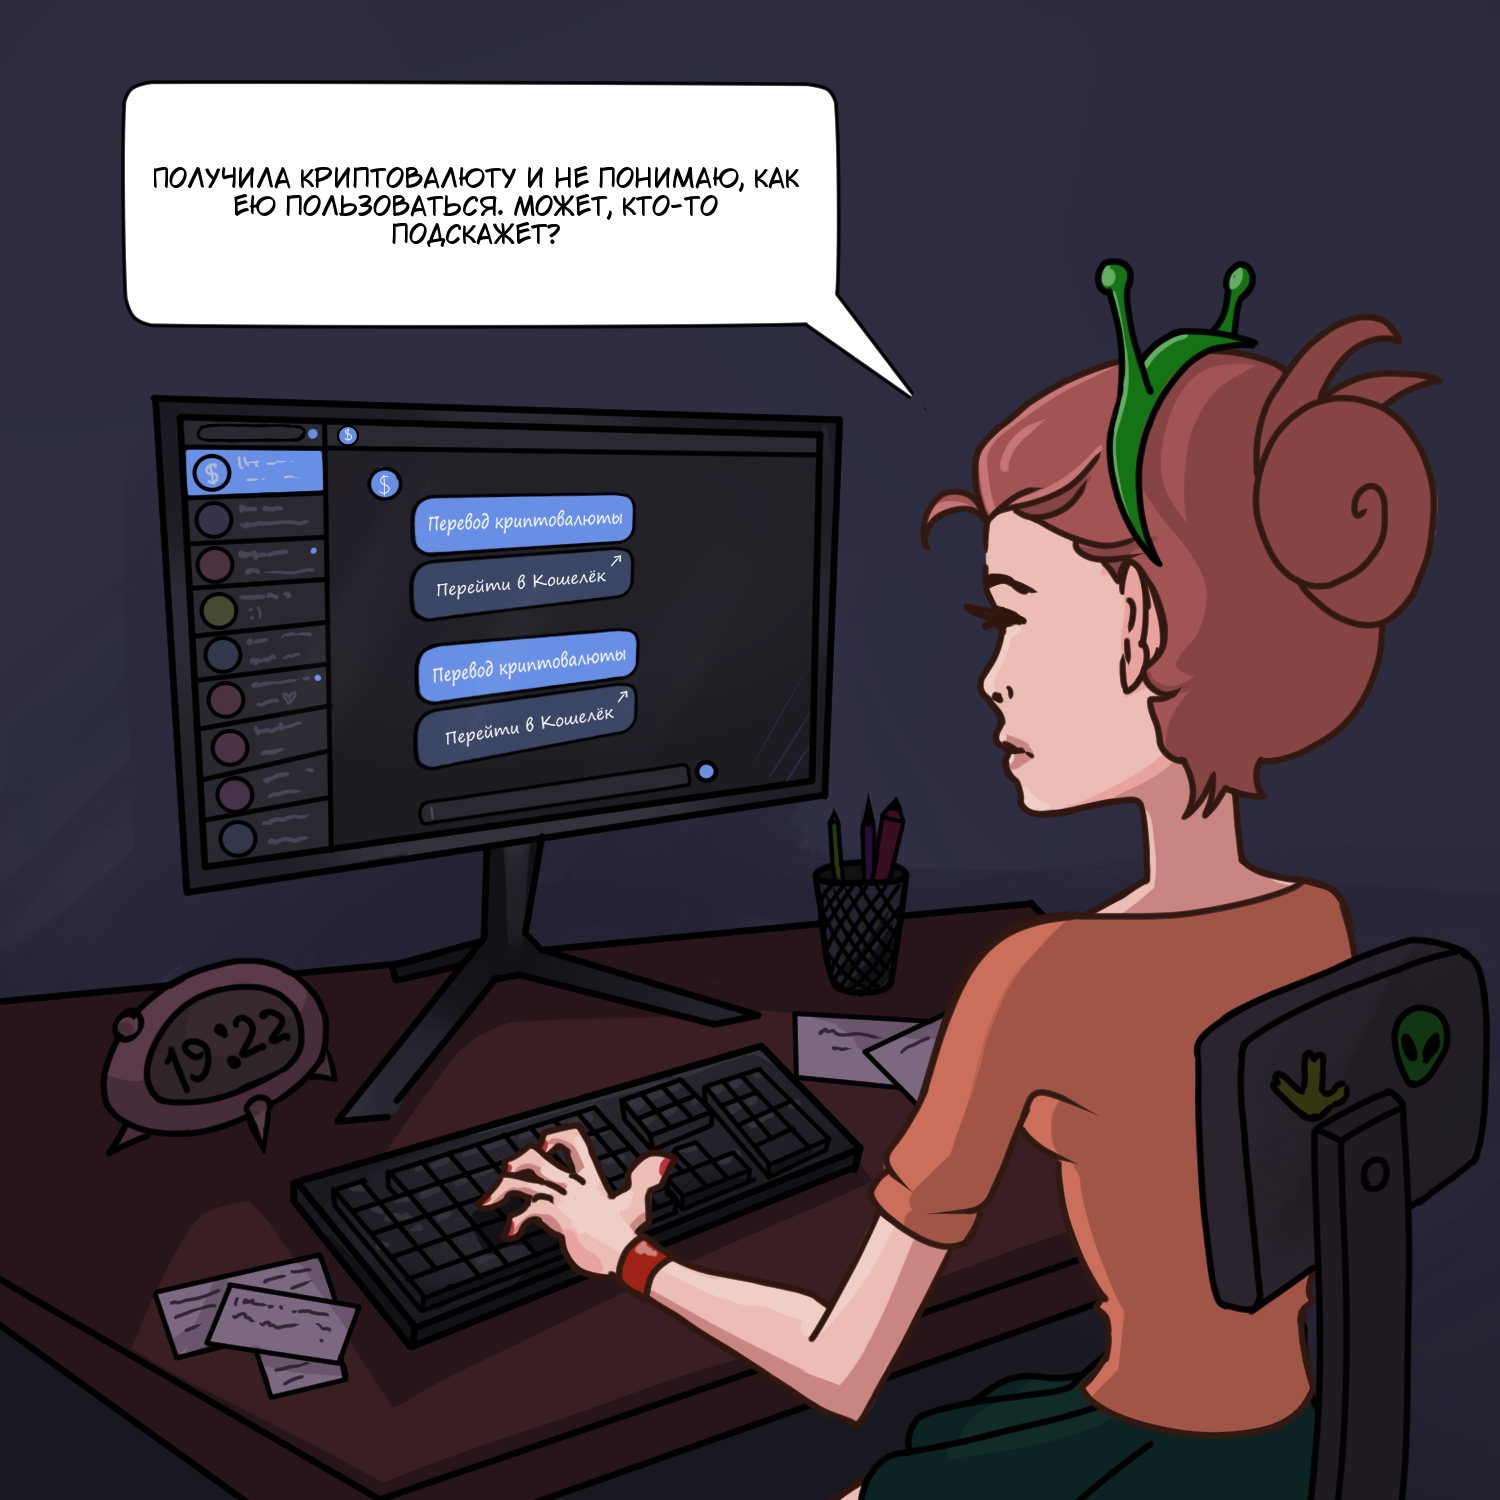 ПОЛУЧИЛА КРИПТОВАЛЮТУ И НЕ ПОНИМАЮ, КАК
ЕЮ ПОЛЬЗОВАТЬСЯ. МОЖЕТ, КТО-ТО
ПОДСКАЖЕТ?
$
$
$
Перевод криптовалюты
Перейти в Кошелёк
:)
Перевод криптовалюты
Перейти в Кошелёк
19:22